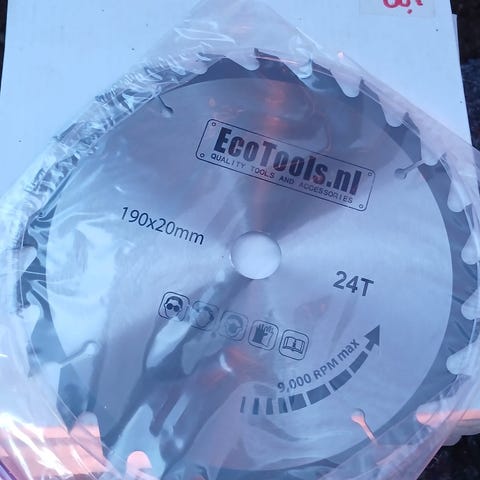 EcoTools.nl
QUALITY TOOLS AND ACCESSORIES
190x20mm
24T
9,000 RPM max